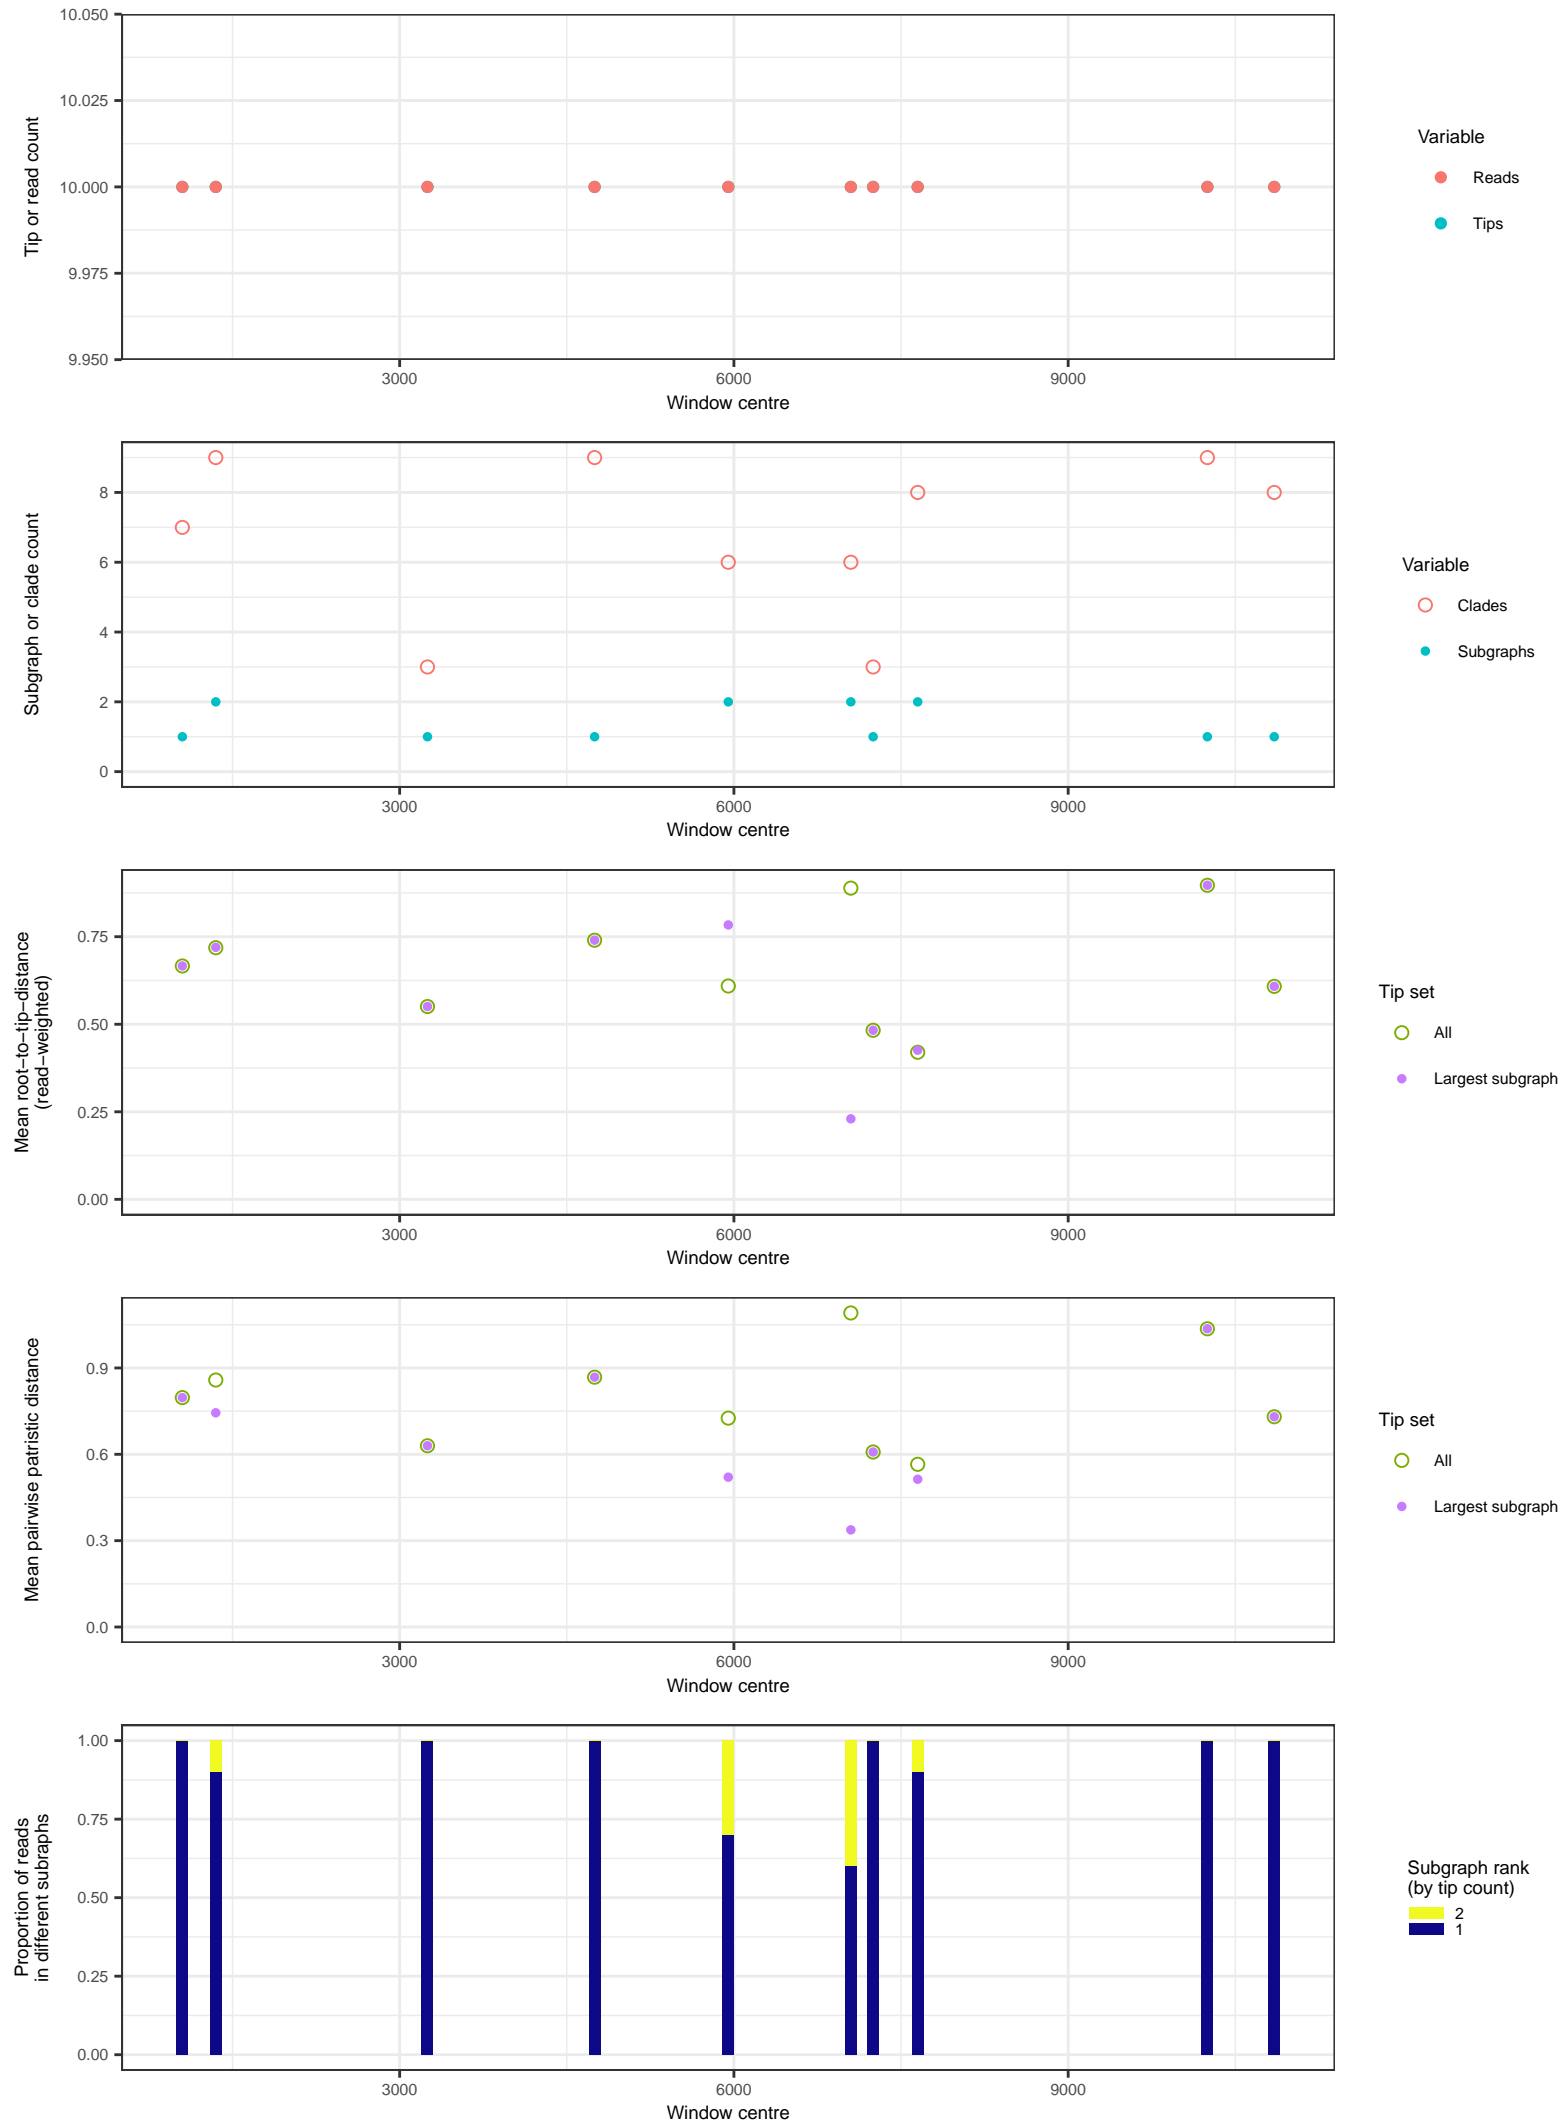 10.050
10.025
10.000
9.975
9.950
Tip or read count
3000 6000 9000
Window centre
Variable
Reads
Tips
8
6
4
2
0
Subgraph or clade count
3000 6000 9000
Window centre
Variable
Clades
Subgraphs
0.75
0.50
0.25
0.00
Mean root−to−tip−distance
(read−weighted)
3000 6000 9000
Window centre
Tip set
All
Largest subgraph
0.9
0.6
0.3
0.0
Mean pairwise patristic distance
3000 6000 9000
Window centre
Tip set
All
Largest subgraph
1.00
0.75
0.50
0.25
0.00
Proportion of reads
in different subraphs
3000 6000 9000
Window centre
Subgraph rank
(by tip count)
2
1